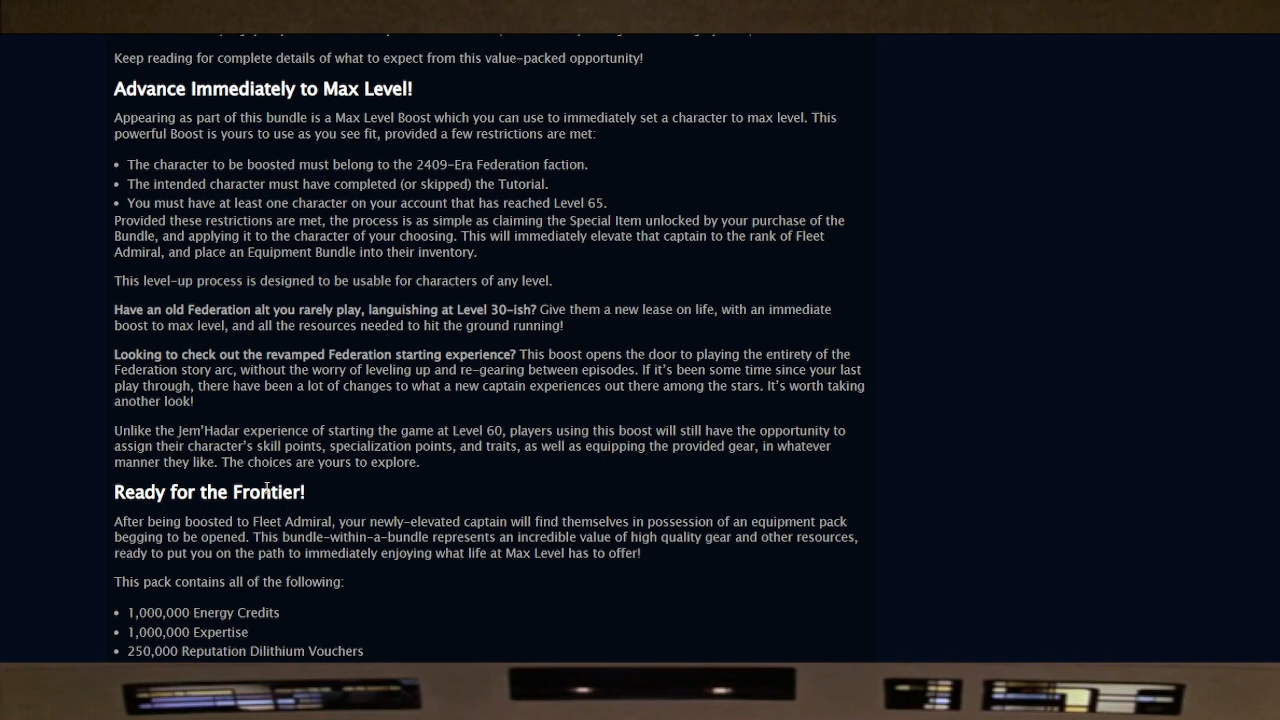 Keep reading for complete details of what to expect from this value-packed opportunity!
Advance Immediately to Max Level!
Appearing as part of this bundle is a Max Level Boost which you can use to immediately set a character to max level. This
powerful Boost is yours to use as you see fit, provided a few restrictions are met:
• The character to be boosted must belong to the 2409-Era Federation faction.
• The intended character must have completed (or skipped) the Tutorial.
• You must have at least one character on your account that has reached Level 65.
Provided these restrictions are met, the process is as simple as claiming the Special Item unlocked by your purchase of the
Bundle, and applying it to the character of your choosing. This will immediately elevate that captain to the rank of Fleet
Admiral, and place an Equipment Bundle into their inventory.
This level-up process is designed to be usable for characters of any level.
Have an old Federation alt you rarely play, languishing at Level 30-ish? Give them a new lease on life, with an immediate
boost to max level, and all the resources needed to hit the ground running!
Looking to check out the revamped Federation starting experience? This boost opens the door to playing the entirety of the
Federation story arc, without the worry of leveling up and re-gearing between episodes. If it's been some time since your last
play through, there have been a lot of changes to what a new captain experiences out there among the stars. It's worth taking
another look!
Unlike the Jem'Hadar experience of starting the game at Level 60, players using this boost will still have the opportunity to
assign their character's skill points, specialization points, and traits, as well as equipping the provided gear, in whatever
manner they like. The choices are yours to explore.
Ready for the Frontier!
After being boosted to Fleet Admiral, your newly-elevated captain will find themselves in possession of an equipment pack
begging to be opened. This bundle-within-a-bundle represents an incredible value of high quality gear and other resources,
ready to put you on the path to immediately enjoying what life at Max Level has to offer!
This pack contains all of the following:
• 1,000,000 Energy Credits
• 1,000,000 Expertise
• 250,000 Reputation Dilithium Vouchers